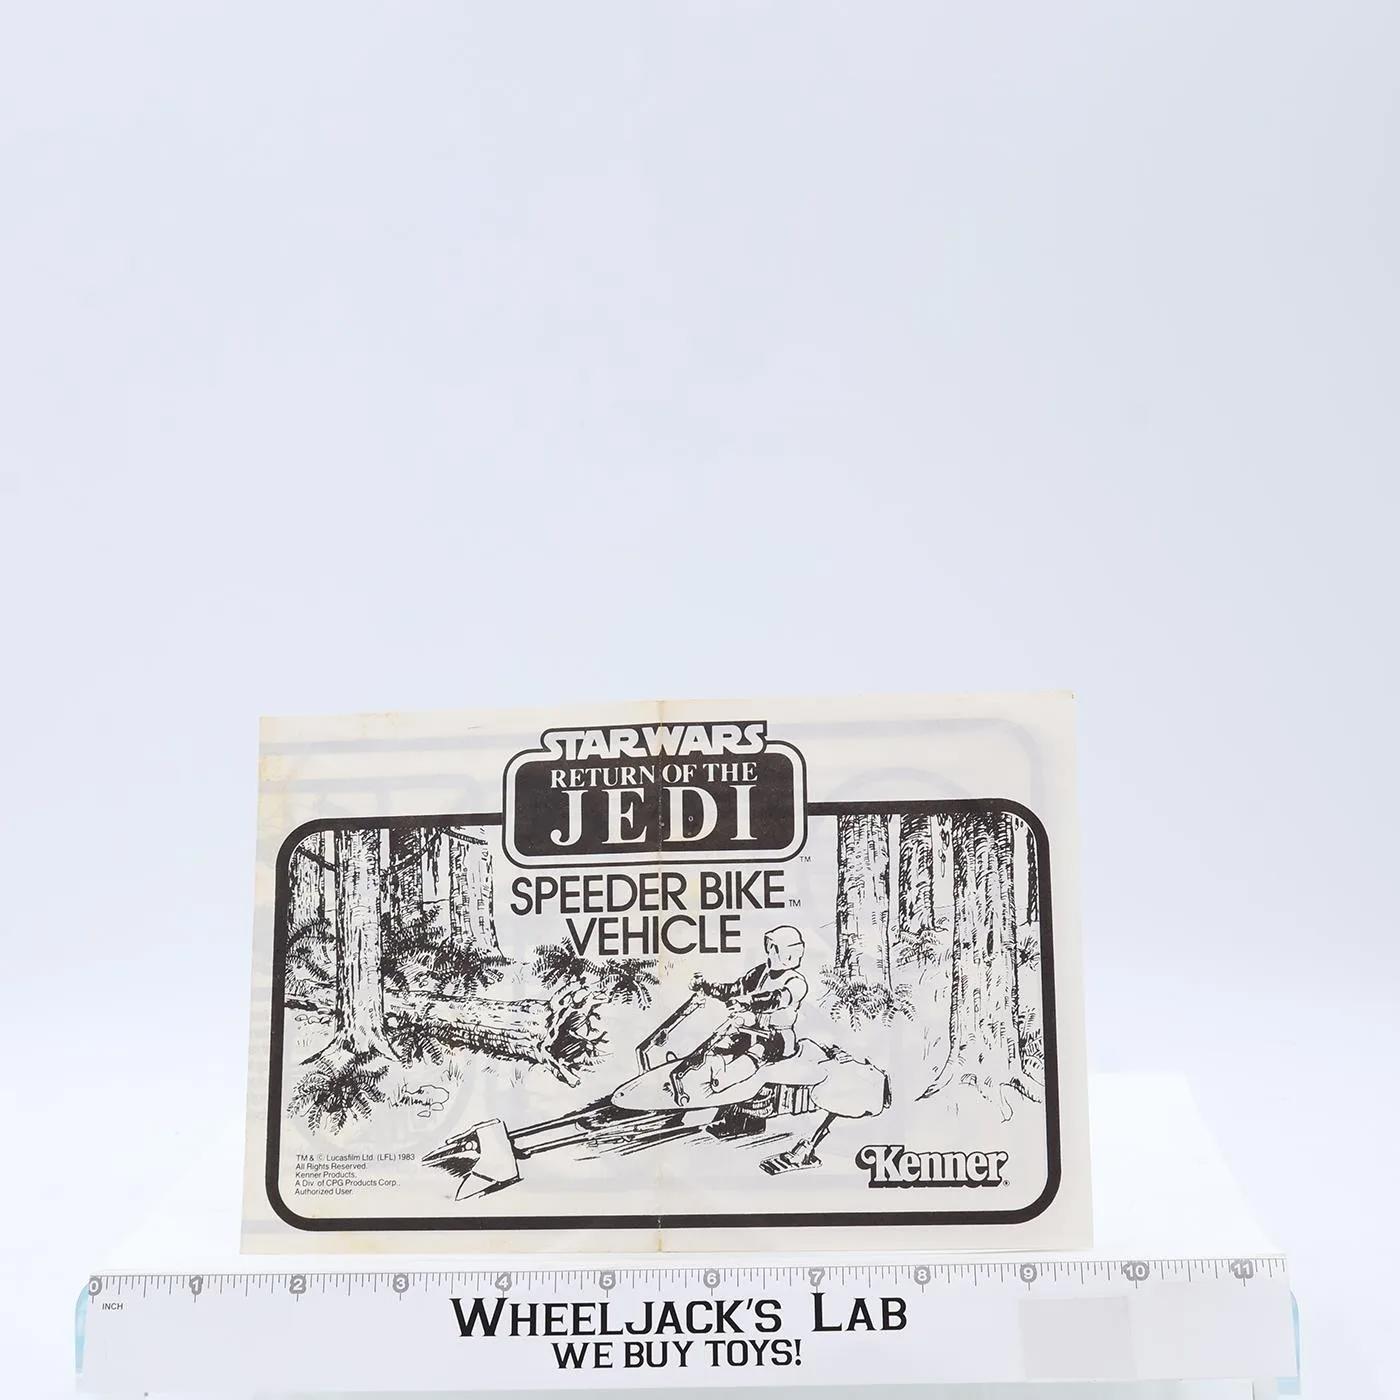 STAR WARS
RETURN OF THE
JEDI
TM
SPEEDER BIKE TM
VEHICLE
TM & © Lucasfilm Ltd. (LFL) 1983
All Rights Reserved.
Kenner Products,
A Div. of CPG Products Corp.,
Authorized User.
Kenner®
0 1 2 3 4 5 6 7 8 9 10 11
INCH
WHEELJACK'S LAB
WE BUY TOYS!